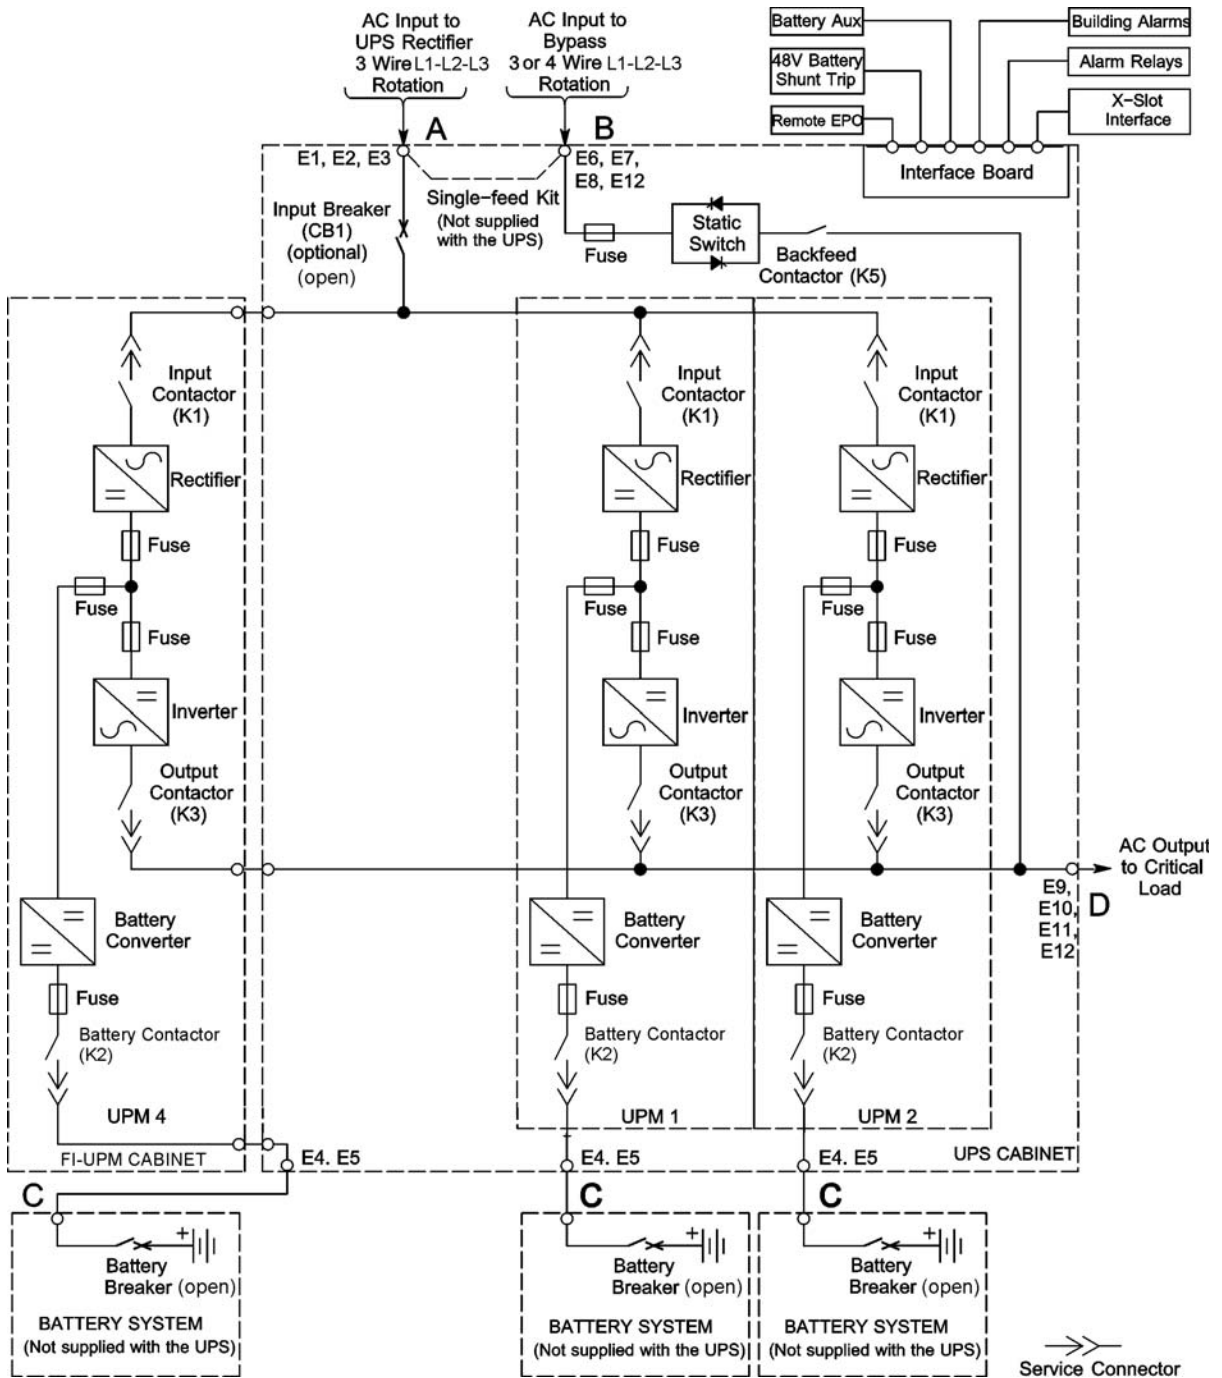 AC Input to
UPS Rectifier
3 Wire L1-L2-L3
Rotation
AC Input to
Bypass
3 or 4 Wire L1-L2-L3
Rotation
Battery Aux
48V Battery
Shunt Trip
Remote EPO
Building Alarms
Alarm Relays
X-Slot
Interface
Interface Board
A
B
E1, E2, E3
E6, E7,
E8, E12
Single-feed Kit
(Not supplied
with the UPS)
Input Breaker
(CB1)
(optional)
(open)
Fuse
Static
Switch
Backfeed
Contactor (K5)
Input
Contactor
(K1)
Rectifier
Fuse
Fuse
Fuse
Inverter
Output
Contactor
(K3)
Battery
Converter
Fuse
Battery Contactor
(K2)
UPM 4
FI-UPM CABINET
Input
Contactor
(K1)
Rectifier
Fuse
Fuse
Fuse
Inverter
Output
Contactor
(K3)
Battery
Converter
Fuse
Battery Contactor
(K2)
UPM 1
Input
Contactor
(K1)
Rectifier
Fuse
Fuse
Fuse
Inverter
Output
Contactor
(K3)
Battery
Converter
Fuse
Battery Contactor
(K2)
UPM 2
AC Output
to Critical
Load
E9,
E10,
E11,
E12
D
UPS CABINET
E4. E5
E4. E5
E4. E5
C
C
C
+
Battery
Breaker (open)
BATTERY SYSTEM
(Not supplied with the UPS)
+
Battery
Breaker (open)
BATTERY SYSTEM
(Not supplied with the UPS)
+
Battery
Breaker (open)
BATTERY SYSTEM
(Not supplied with the UPS)
Service Connector